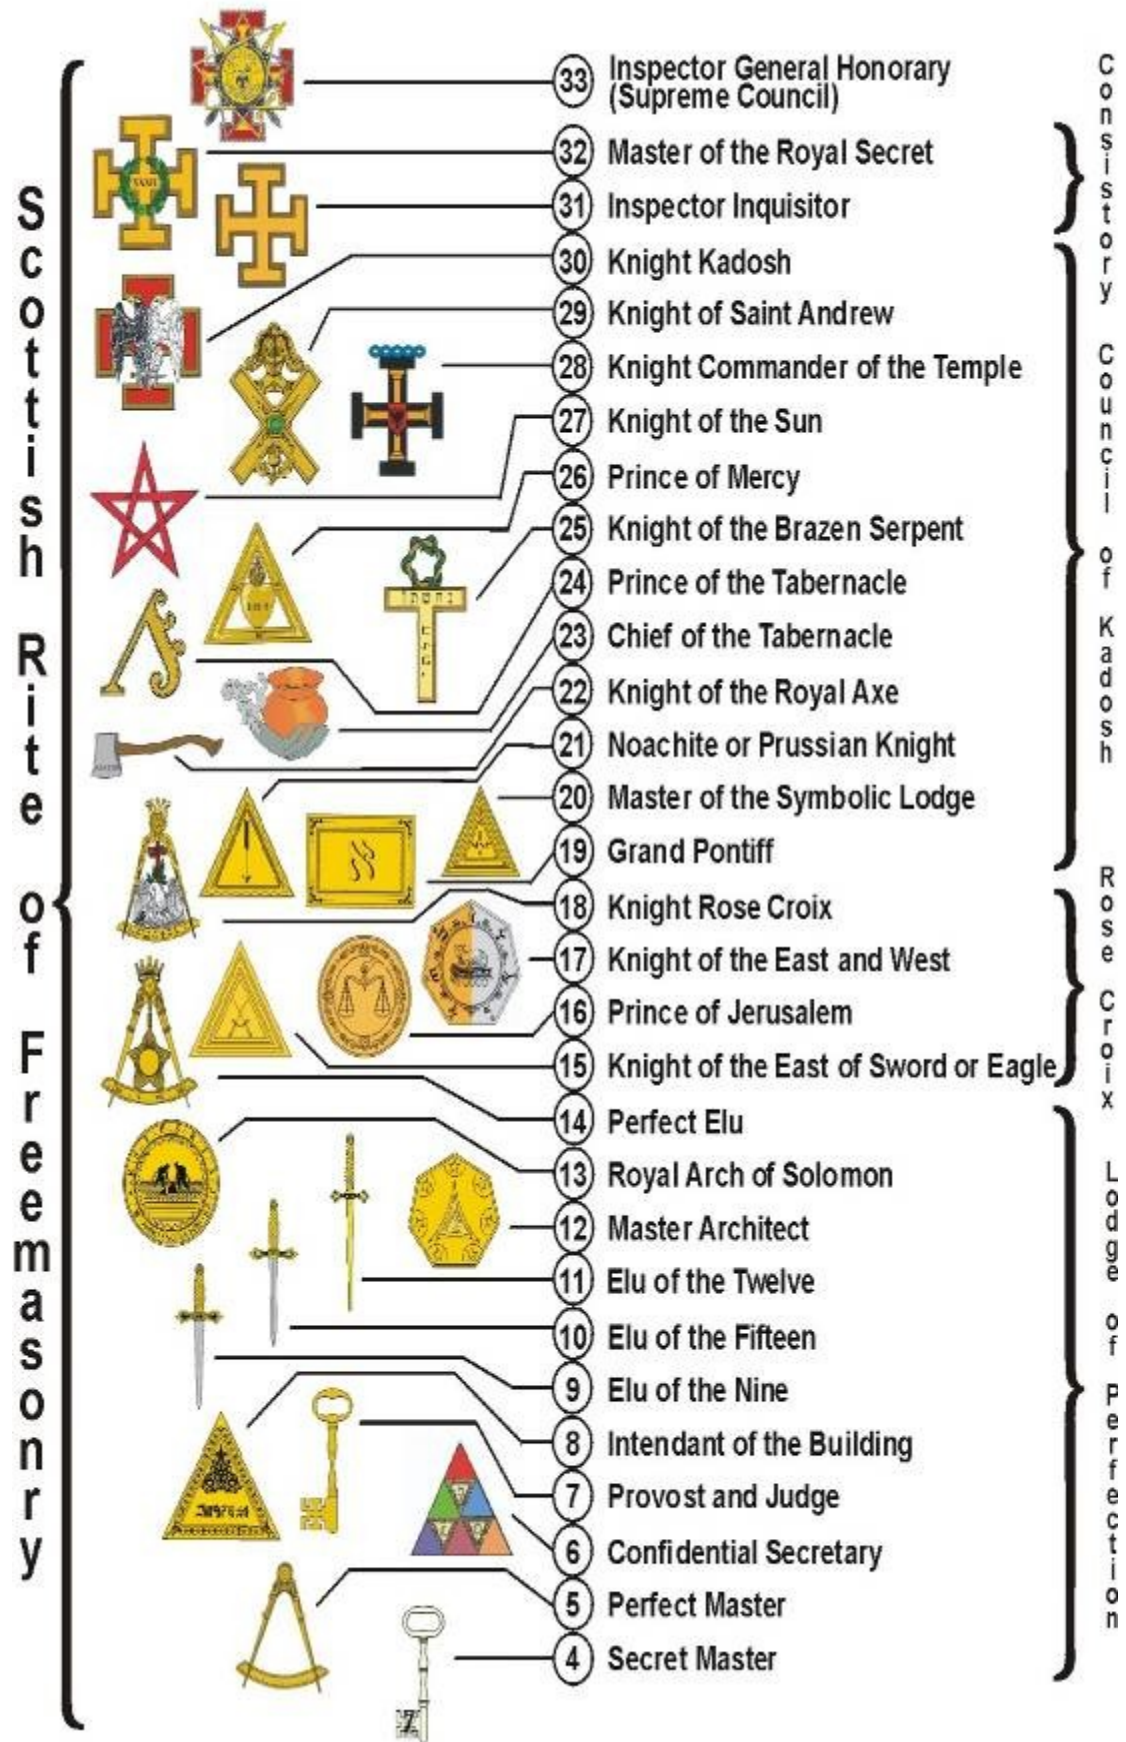 Scottish Rite of Freemasonry
33 Inspector General Honorary
(Supreme Council)
32 Master of the Royal Secret
31 Inspector Inquisitor
30 Knight Kadosh
29 Knight of Saint Andrew
28 Knight Commander of the Temple
27 Knight of the Sun
26 Prince of Mercy
25 Knight of the Brazen Serpent
24 Prince of the Tabernacle
23 Chief of the Tabernacle
22 Knight of the Royal Axe
21 Noachite or Prussian Knight
20 Master of the Symbolic Lodge
19 Grand Pontiff
18 Knight Rose Croix
17 Knight of the East and West
16 Prince of Jerusalem
15 Knight of the East of Sword or Eagle
14 Perfect Elu
13 Royal Arch of Solomon
12 Master Architect
11 Elu of the Twelve
10 Elu of the Fifteen
9 Elu of the Nine
8 Intendant of the Building
7 Provost and Judge
6 Confidential Secretary
5 Perfect Master
4 Secret Master
Consistory
Council of Kadosh
Rose Croix
Lodge of Perfection